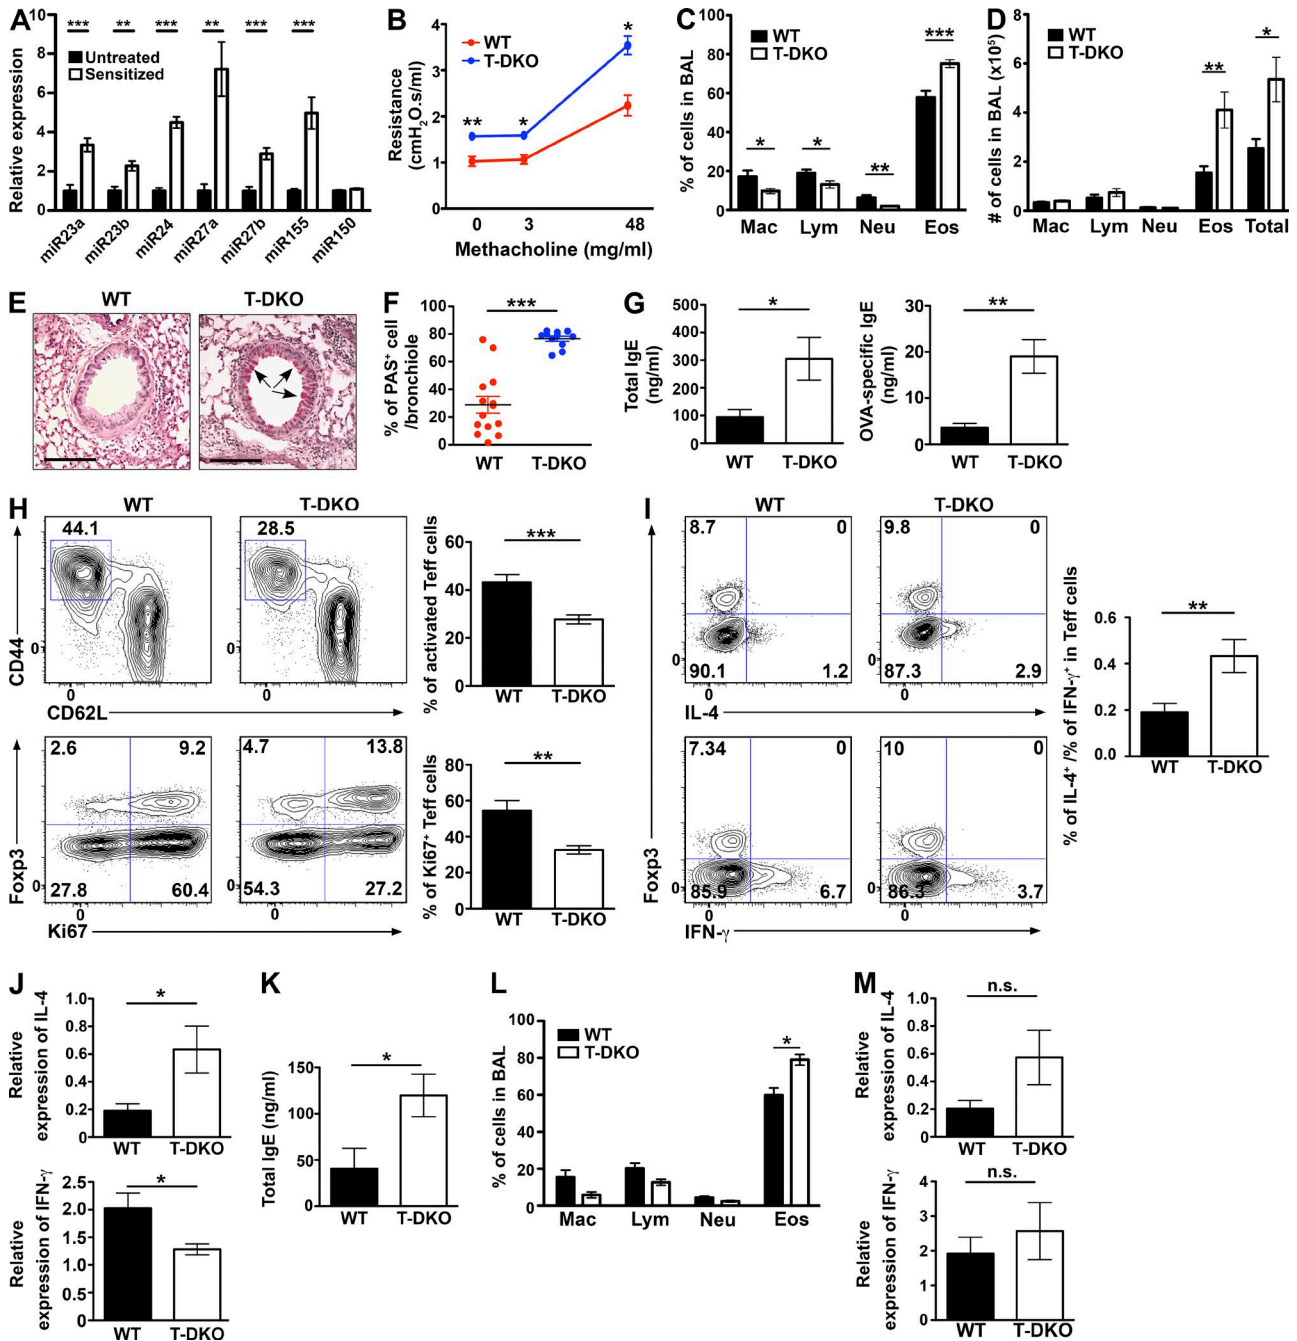 A
*** ** *** ** *** ***
Relative expression
10
8
6
4
2
0
Untreated
Sensitized
miR23a miR23b miR24 miR27a miR27b miR155 miR150
B
Resistance
(cmH2O.s/ml)
4
3
2
1
0
WT
T-DKO
** * *
0 3 48
Methacholine (mg/ml)
C
% of cells in BAL
100
80
60
40
20
0
WT
T-DKO
* * ** ***
Mac Lym Neu Eos
D
# of cells in BAL (x10⁵)
8
6
4
2
0
WT
T-DKO
** *
Mac Lym Neu Eos Total
E
WT T-DKO
F
% of PAS⁺ cell
/bronchiole
100
80
60
40
20
0
***
WT T-DKO
G
Total IgE
(ng/ml)
500
400
300
200
100
0
*
WT T-DKO
OVA-specific IgE
(ng/ml)
30
20
10
0
**
WT T-DKO
H
WT T-DKO
44.1 28.5
CD44
0 0
0 0
CD62L
% of activated Teff cells
60
40
20
0
***
WT T-DKO
2.6 9.2 4.7 13.8
27.8 60.4 54.3 27.2
Foxp3
0 0
0 0
Ki67
% of Ki67⁺ Teff cells
80
60
40
20
0
**
WT T-DKO
I
WT T-DKO
8.7 0 9.8 0
90.1 1.2 87.3 2.9
0 0
0 0
IL-4
7.34 0 10 0
85.9 6.7 86.3 3.7
Foxp3
0 0
0 0
IFN-γ
% of IL-4⁺ /% of IFN-γ⁺ in Teff cells
0.6
0.4
0.2
0.0
**
WT T-DKO
J
Relative
expression of IL-4
1.0
0.8
0.6
0.4
0.2
0
*
WT T-DKO
Relative
expression of IFN-γ
2.5
2.0
1.5
1.0
0.5
0
*
WT T-DKO
K
Total IgE (ng/ml)
150
100
50
0
*
WT T-DKO
L
% of cells in BAL
100
80
60
40
20
0
WT
T-DKO
*
Mac Lym Neu Eos
M
Relative
expression of IL-4
1.0
0.8
0.6
0.4
0.2
0
n.s.
WT T-DKO
Relative
expression of IFN-γ
4
3
2
1
0
n.s.
WT T-DKO